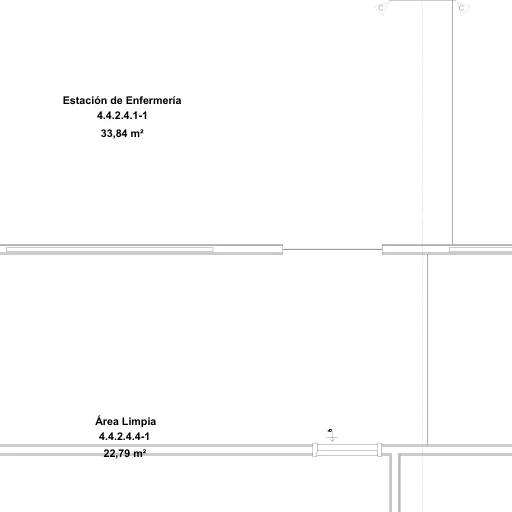 C C
Estación de Enfermería
4.4.2.4.1-1
33,84 m²
Área Limpia
4.4.2.4.4-1
22,79 m²